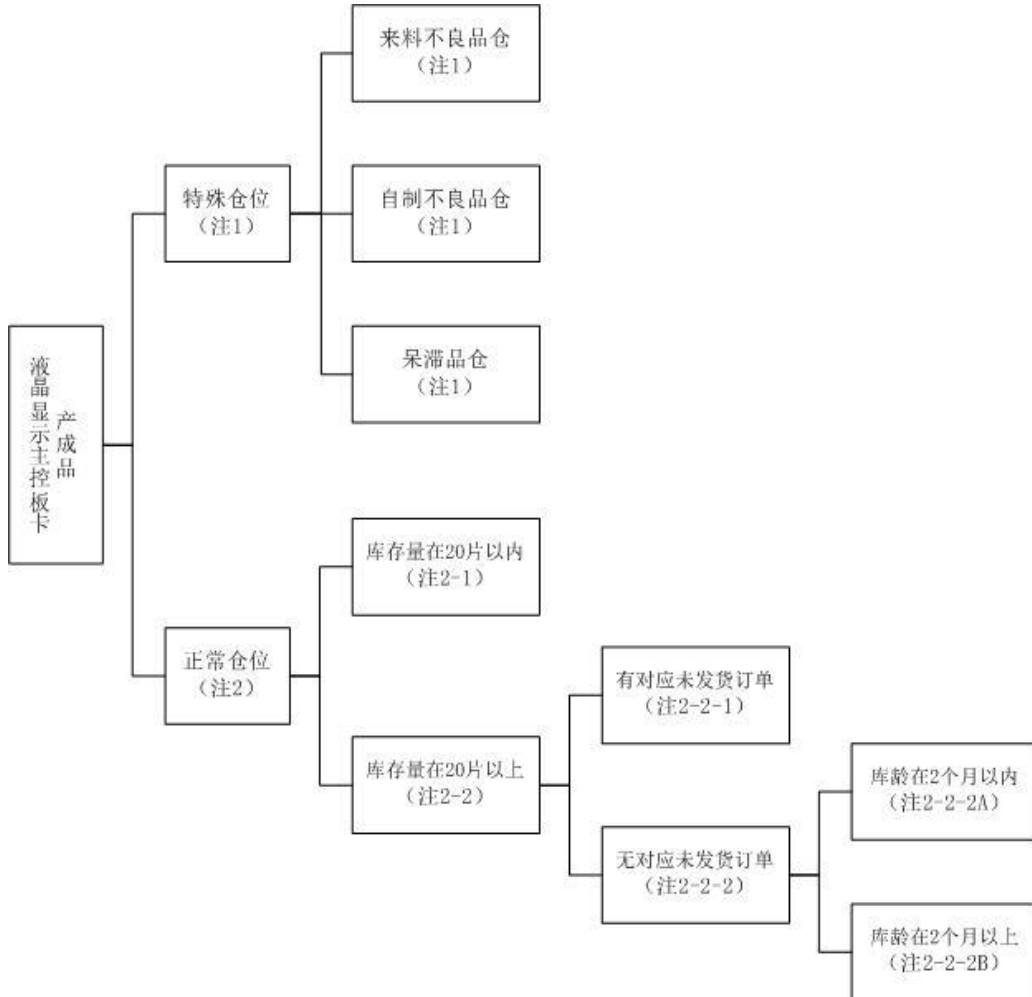 来料不良品仓
（注1）
特殊仓位
（注1）
自制不良品仓
（注1）
呆滞品仓
（注1）
液晶显示主控板卡
产成品
库存量在20片以内
（注2-1）
正常仓位
（注2）
有对应未发货订单
（注2-2-1）
库存量在20片以上
（注2-2）
库龄在2个月以内
（注2-2-2A）
无对应未发货订单
（注2-2-2）
库龄在2个月以上
（注2-2-2B）